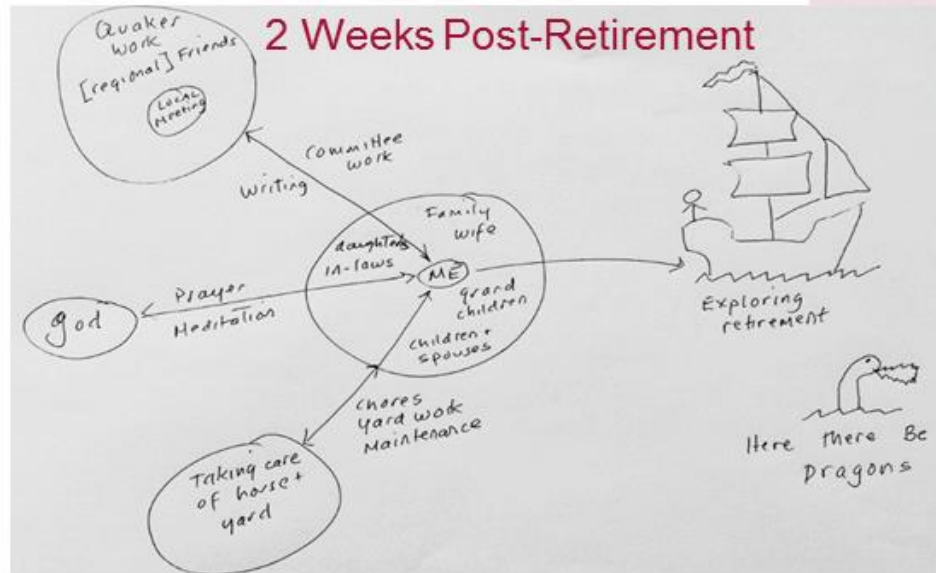 2 Weeks Post-Retirement
Quaker
work
[regional] Friends
LOCAL
Meeting
Committee
work
Writing
Family
wife
daughters
in-laws
ME
grand
children
children +
spouses
Prayer
Meditation
god
Chores
Yard work
Maintenance
Taking care
of house +
yard
Exploring
retirement
Here there Be
Dragons